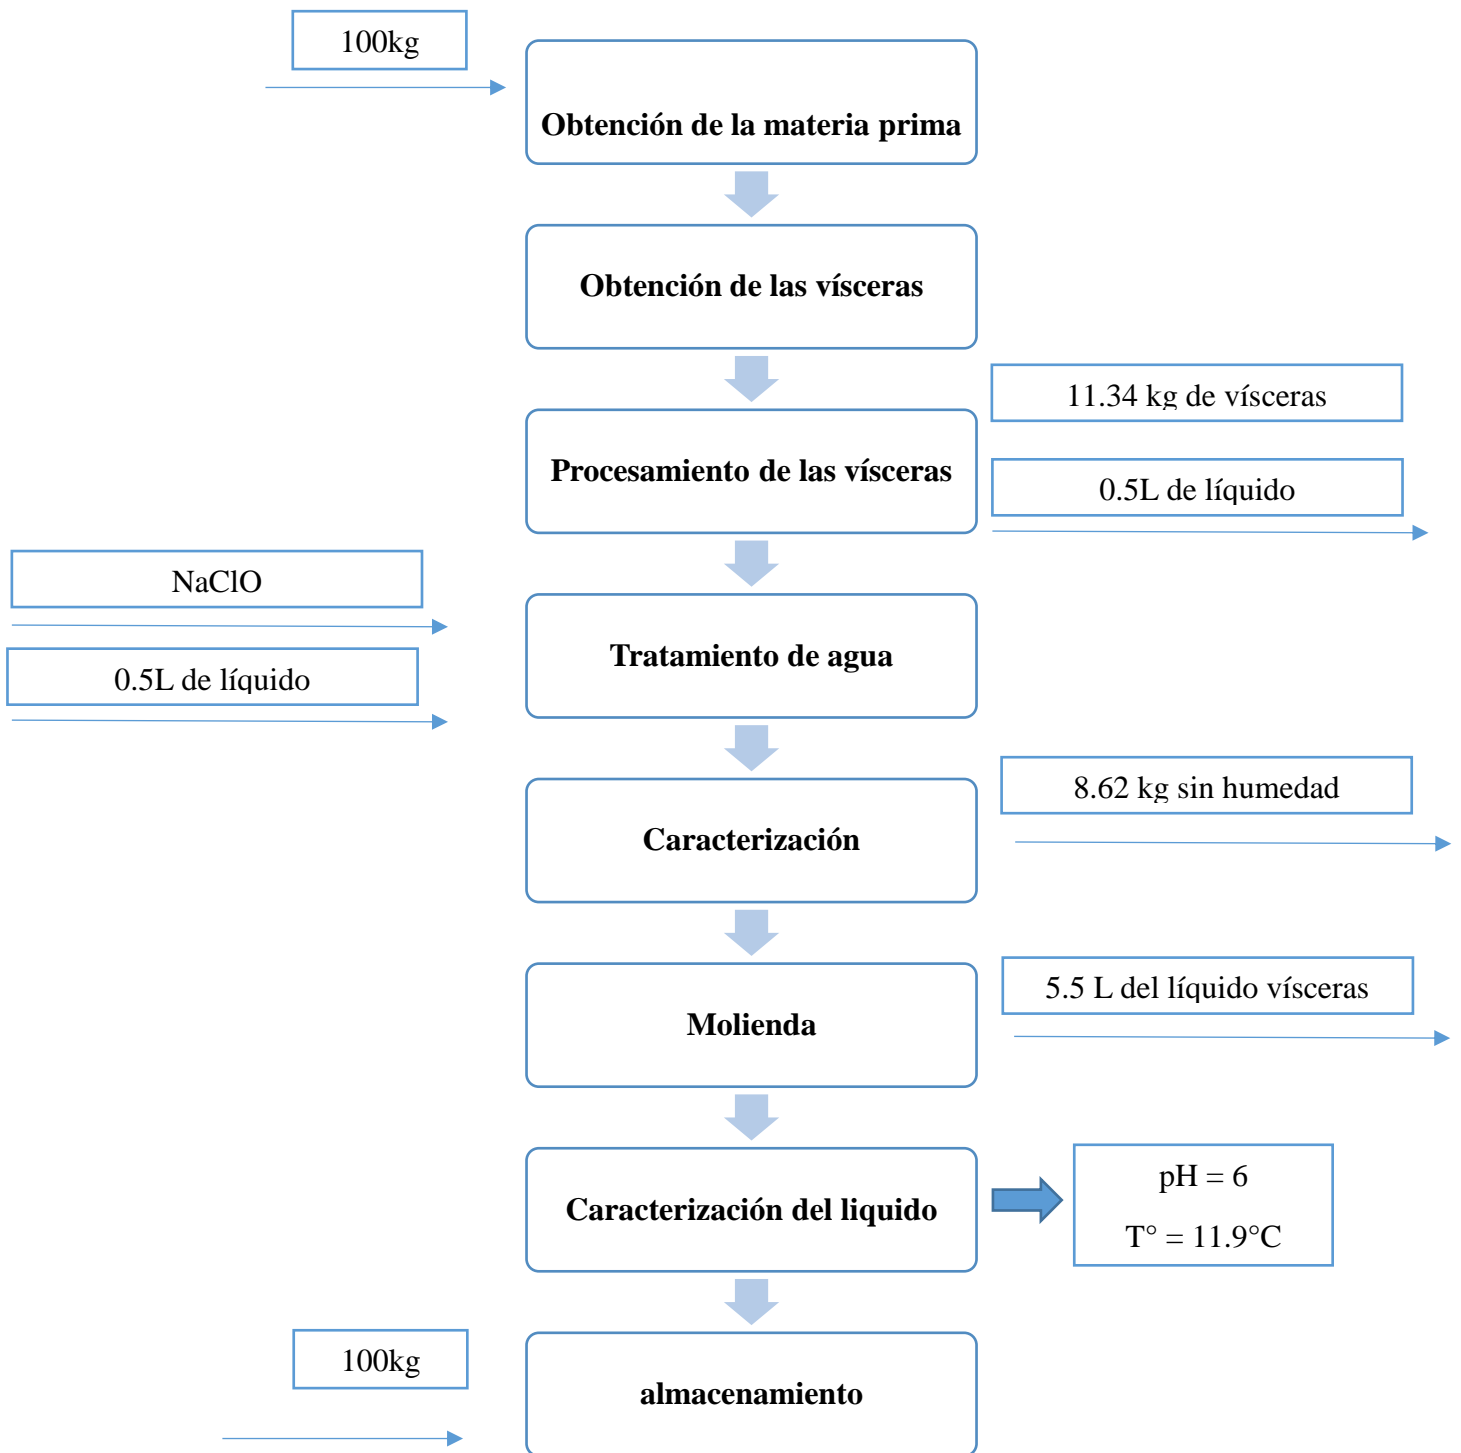 100kg
Obtención de la materia prima
Obtención de las vísceras
11.34 kg de vísceras
Procesamiento de las vísceras
0.5L de líquido
NaClO
Tratamiento de agua
0.5L de líquido
8.62 kg sin humedad
Caracterización
5.5 L del líquido vísceras
Molienda
pH = 6
Caracterización del liquido
T° = 11.9°C
100kg
almacenamiento